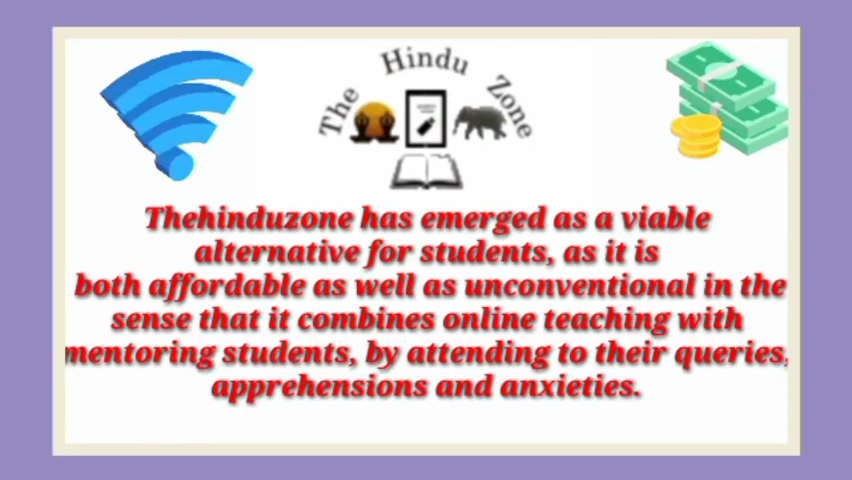 The Hindu Zone
Thehinduzone has emerged as a viable
alternative for students, as it is
both affordable as well as unconventional in the
sense that it combines online teaching with
mentoring students, by attending to their queries,
apprehensions and anxieties.